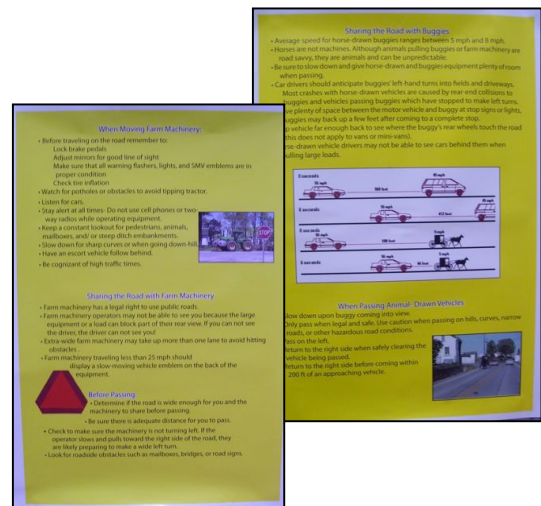 When Moving Farm Machinery:
• Before traveling on the road remember to:
Lock brake pedals
Adjust mirrors for good line of sight
Make sure that all warning flashers, lights, and SMV emblems are in
proper condition
Check tire inflation
• Watch for potholes or obstacles to avoid tipping tractor.
• Listen for cars.
• Stay alert at all times- Do not use cell phones or two
way radios while operating equipment.
• Keep a constant lookout for pedestrians, animals,
mailboxes, and/ or steep ditch embankments.
• Slow down for sharp curves or when going down-hill.
• Have an escort vehicle follow behind.
• Be cognizant of high traffic times.
STOP
Sharing the Road with Farm Machinery
• Farm machinery has a legal right to use public roads.
• Farm machinery operators may not be able to see you because the large
equipment or a load can block part of their rear view. If you can not see
the driver, the driver can not see you!
• Extra-wide farm machinery may take up more than one lane to avoid hitting
obstacles.
• Farm machinery traveling less than 25 mph should
display a slow-moving vehicle emblem on the back of the
equipment.
Before Passing:
• Determine if the road is wide enough for you and the
machinery to share before passing.
• Be sure there is adequate distance for you to pass.
• Check to make sure the machinery is not turning left. If the
operator slows and pulls toward the right side of the road, they
are likely preparing to make a wide left turn.
• Look for roadside obstacles such as mailboxes, bridges, or road signs.
Sharing the Road with Buggies
• Average speed for horse-drawn buggies ranges between 5 mph and 8 mph.
• Horses are not machines. Although animals pulling buggies or farm machinery are
road savvy, they are animals and can be unpredictable.
• Be sure to slow down and give horse-drawn and buggies equipment plenty of room
when passing.
• Car drivers should anticipate buggies' left-hand turns into fields and driveways.
Most crashes with horse-drawn vehicles are caused by rear-end collisions to
buggies and vehicles passing buggies which have stopped to make left turns.
plenty of space between the motor vehicle and buggy at stop signs or lights.
uggies may back up a few feet after coming to a complete stop.
p vehicle far enough back to see where the buggy's rear wheels touch the road
this does not apply to vans or mini-vans).
rse-drawn vehicle drivers may not be able to see cars behind them when
ulling large loads.
0 seconds
500 feet
seconds
412 feet
0 seconds
5 mph
seconds
5 mph
When Passing Animal- Drawn Vehicles
low down upon buggy coming into view.
Only pass when legal and safe. Use caution when passing on hills, curves, narrow
roads, or other hazardous road conditions.
ass on the left.
eturn to the right side when safely clearing the
vehicle being passed.
eturn to the right side before coming within
200 ft of an approaching vehicle.